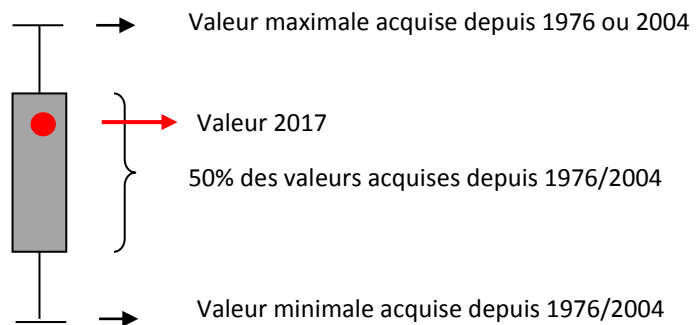 Valeur maximale acquise depuis 1976 ou 2004
Valeur 2017
50% des valeurs acquises depuis 1976/2004
Valeur minimale acquise depuis 1976/2004